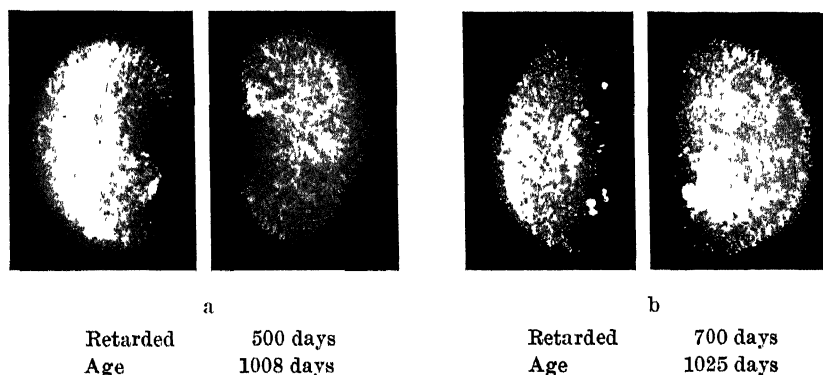 a
Retarded 500 days
Age 1008 days
b
Retarded 700 days
Age 1025 days